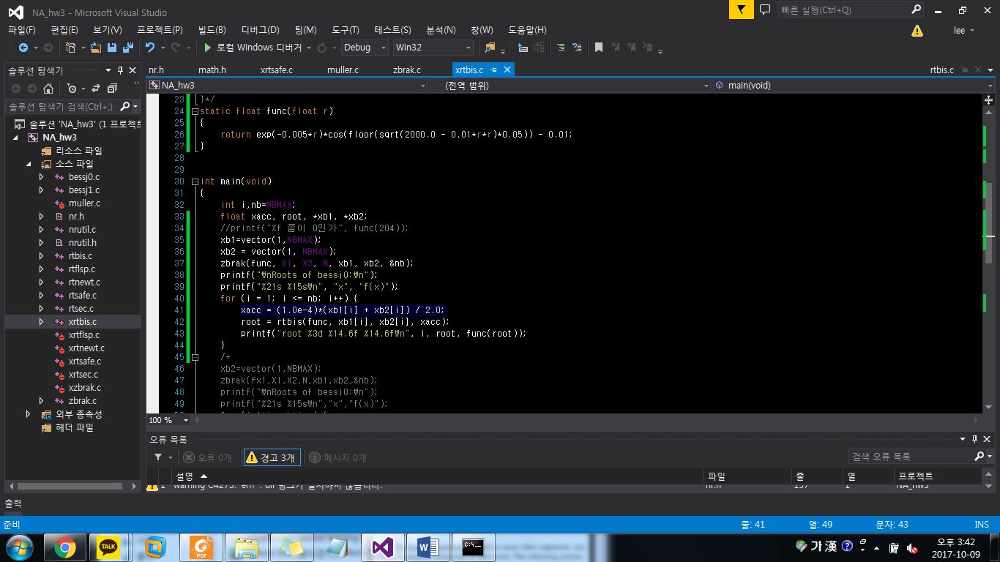 NA_hw3 - Microsoft Visual Studio
빠른 실행(Ctrl+Q)
파일(F) 편집(E) 보기(V) 프로젝트(P) 빌드(B) 디버그(D) 팀(M) 도구(T) 테스트(S) 분석(N) 창(W) 도움말(H)
lee
로컬 Windows 디버거 Debug Win32
솔루션 탐색기
nr.h math.h xrtsafe.c muller.c zbrak.c xrtbis.c rtbis.c
NA_hw3 (전역 범위) main(void)
솔루션 탐색기 검색(Ctrl+;)
솔루션 'NA_hw3' (1 프로젝트
NA_hw3
리소스 파일
소스 파일
bessj0.c
bessj1.c
muller.c
nr.h
nrutil.c
nrutil.h
rtbis.c
rtflsp.c
rtnewt.c
rtsafe.c
rtsec.c
xrtbis.c
xrtflsp.c
xrtnewt.c
xrtsafe.c
xrtsec.c
xzbrak.c
zbrak.c
외부 종속성
헤더 파일
23 }*/
24 static float func(float r)
25 {
26 return exp(-0.005*r)*cos(floor(sqrt(2000.0 - 0.01*r*r)*0.05)) - 0.01;
27 }
28
29
30 int main(void)
31 {
32 int i,nb=NBMAX;
33 float xacc, root, *xb1, *xb2;
34 //printf("%f 쯤이 0인가", func(204));
35 xb1=vector(1,NBMAX);
36 xb2 = vector(1, NBMAX);
37 zbrak(func, X1, X2, N, xb1, xb2, &nb);
38 printf("₩nRoots of bessj0:₩n");
39 printf("%21s %15s₩n", "x", "f(x)");
40 for (i = 1; i <= nb; i++) {
41 xacc = (1.0e-4)*(xb1[i] + xb2[i]) / 2.0;
42 root = rtbis(func, xb1[i], xb2[i], xacc);
43 printf("root %3d %14.6f %14.6f₩n", i, root, func(root));
44 }
45 /*
46 xb2=vector(1,NBMAX);
47 zbrak(fx1,X1,X2,N,xb1,xb2,&nb);
48 printf("₩nRoots of bessj0:₩n");
49 printf("%21s %15s₩n","x","f(x)");
100 %
오류 목록
오류 0개 경고 3개 메시지 0개
검색 오류 목록
설명 파일 줄 열 프로젝트
출력
준비 줄: 41 열: 49 문자: 43 INS
TALK
PDF
가 漢
오후 3:42
2017-10-09